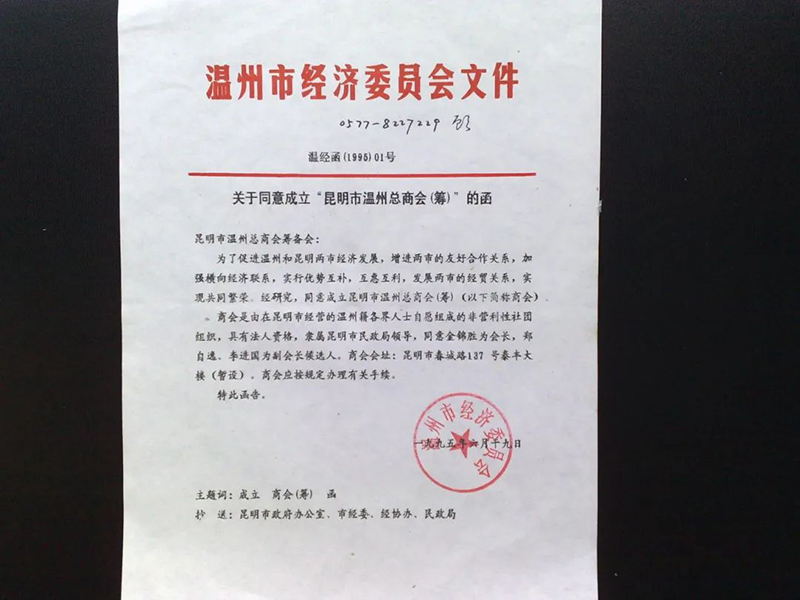 温州市经济委员会文件
0577-8227229
温经函(1995)01号
关于同意成立“昆明市温州总商会(筹)”的函
昆明市温州总商会筹备会:
为了促进温州和昆明两市经济发展,增进两市的友好合作关系,加
强横向经济联系,实行优势互补,互惠互利,发展两市的经贸关系,实
现共同繁荣。经研究,同意成立昆明市温州总商会(筹)(以下简称商会)
商会是由在昆明市经营的温州籍各界人士自愿组成的非营利性社团
组织,具有法人资格,隶属昆明市民政局领导,同意金锦胜为会长,郑
自逸、李进国为副会长候选人。商会会址:昆明市春城路137号泰丰大
楼(暂设)。商会应按规定办理有关手续。
特此函告。
温州市经济委员会
一九九五年六月十九日
主题词:成立 商会(筹) 函
抄 送:昆明市政府办公室、市经委、经协办、民政局